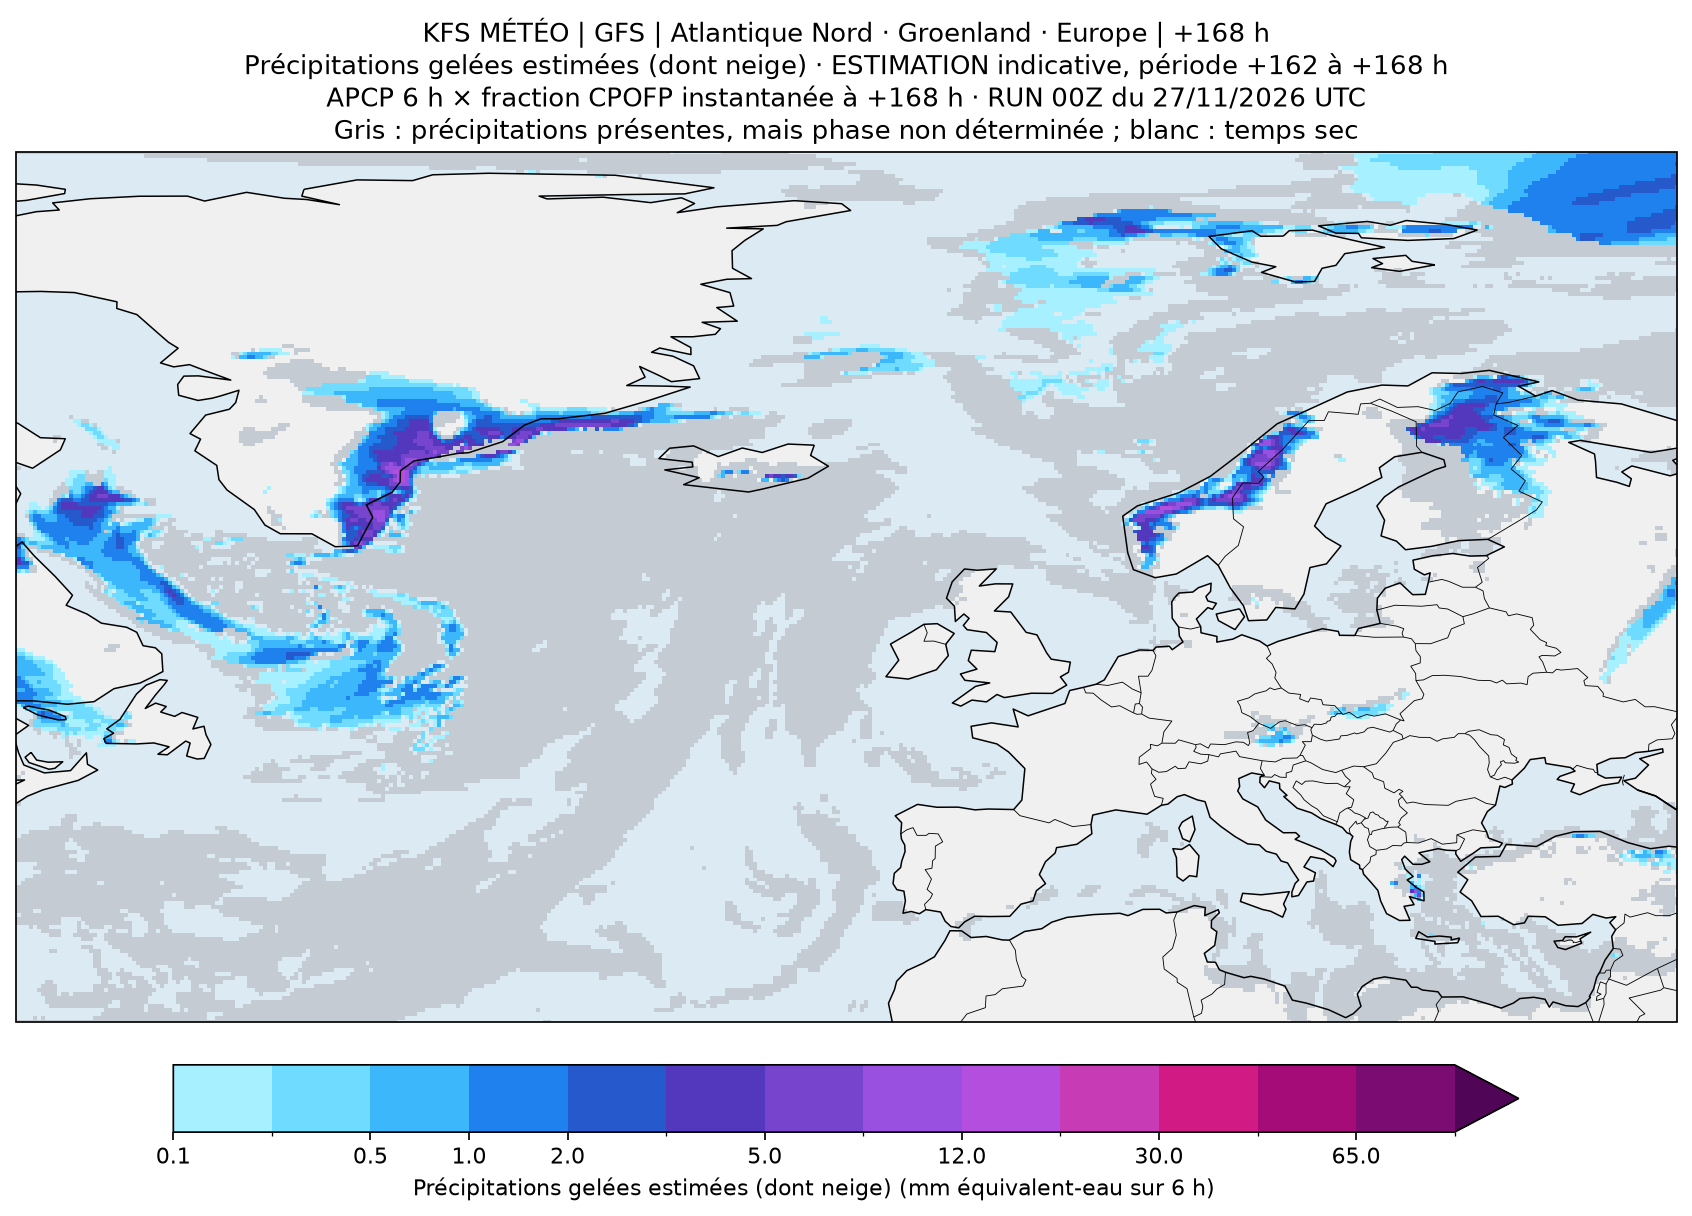 KFS MÉTÉO | GFS | Atlantique Nord · Groenland · Europe | +168 h
Précipitations gelées estimées (dont neige) · ESTIMATION indicative, période +162 à +168 h
APCP 6 h × fraction CPOFP instantanée à +168 h · RUN 00Z du 27/11/2026 UTC
Gris : précipitations présentes, mais phase non déterminée ; blanc : temps sec
0.1 0.5 1.0 2.0 5.0 12.0 30.0 65.0
Précipitations gelées estimées (dont neige) (mm équivalent-eau sur 6 h)